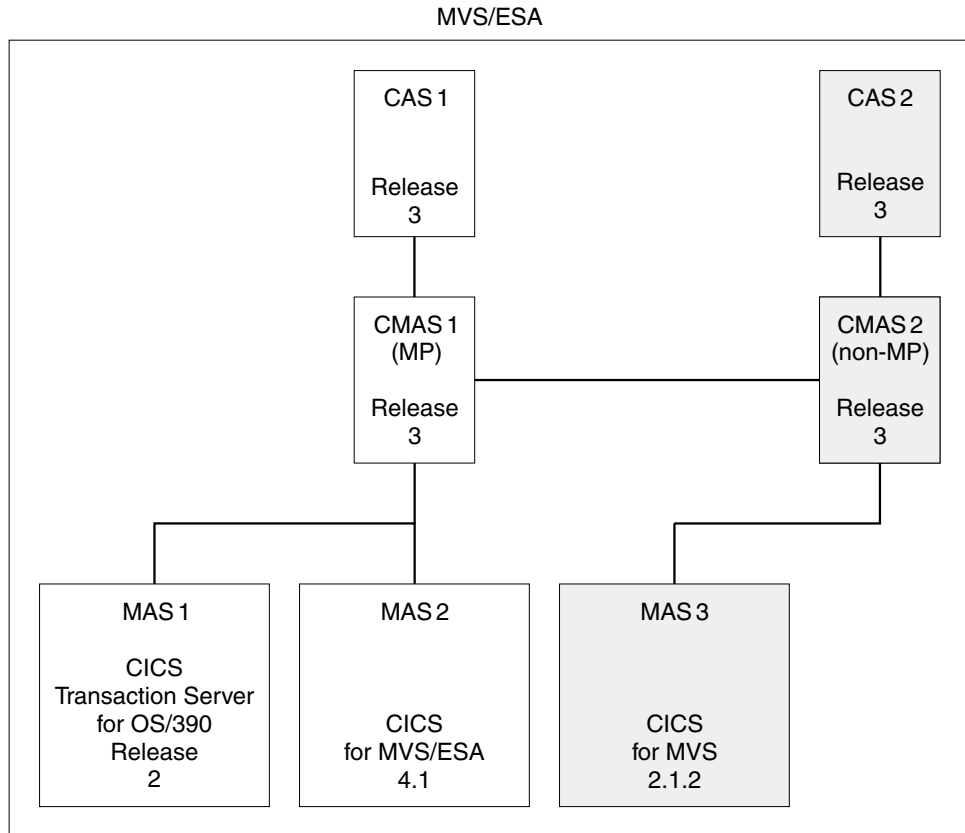 MVS/ESA
CAS 1
Release
3
CAS 2
Release
3
CMAS 1
(MP)
Release
3
CMAS 2
(non-MP)
Release
3
MAS 1
CICS
Transaction Server
for OS/390
Release
2
MAS 2
CICS
for MVS/ESA
4.1
MAS 3
CICS
for MVS
2.1.2